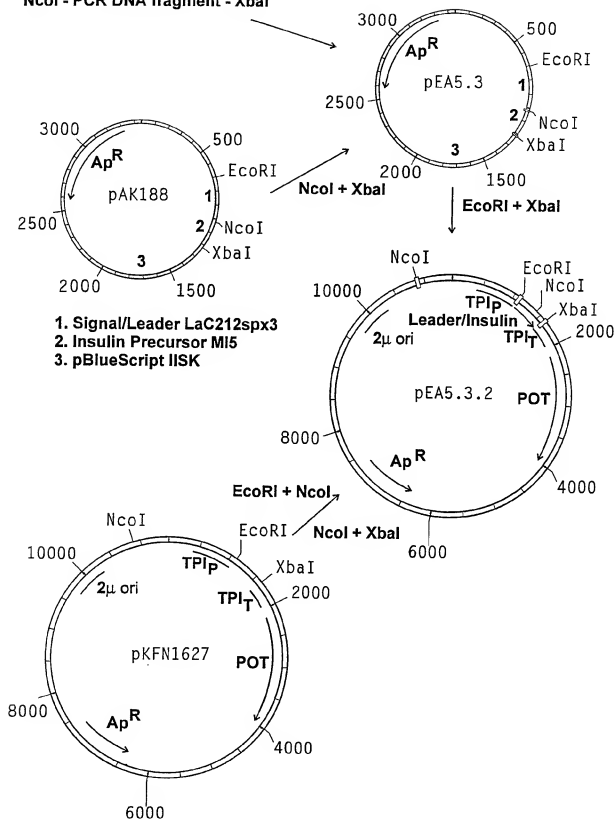 NcoI - PCR DNA fragment - XbaI
3000
500
ApR
EcoRI
pEA5.3
1
2500
2
NcoI
XbaI
3
2000
1500
3000
500
ApR
EcoRI
pAK188
1
2
NcoI
2500
XbaI
3
2000
1500
NcoI + XbaI
EcoRI + XbaI
1. Signal/Leader LaC212spx3
2. Insulin Precursor MI5
3. pBlueScript IISK
NcoI
EcoRI
NcoI
10000
TPIP
XbaI
Leader/Insulin
2000
2μ ori
TPIT
pEA5.3.2
POT
8000
ApR
4000
6000
EcoRI + NcoI
NcoI + XbaI
NcoI
EcoRI
10000
TPIP
XbaI
2μ ori
TPIT
2000
pKFN1627
POT
8000
ApR
4000
6000